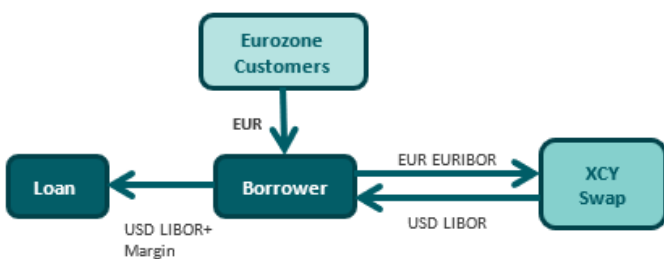 Eurozone
Customers
EUR
EUR EURIBOR
XCY
Swap
Loan
Borrower
USD LIBOR
USD LIBOR+
Margin